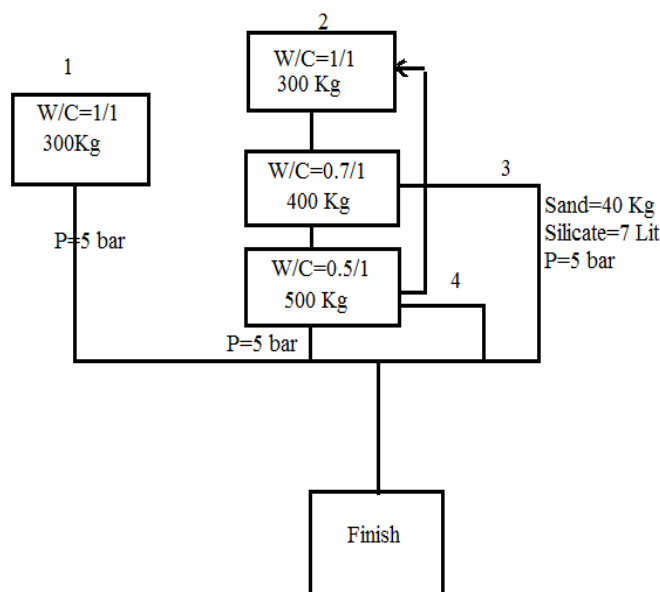 1
W/C=1/1
300Kg
P=5 bar
2
W/C=1/1
300 Kg
W/C=0.7/1
400 Kg
W/C=0.5/1
500 Kg
P=5 bar
3
Sand=40 Kg
Silicate=7 Lit
P=5 bar
4
Finish